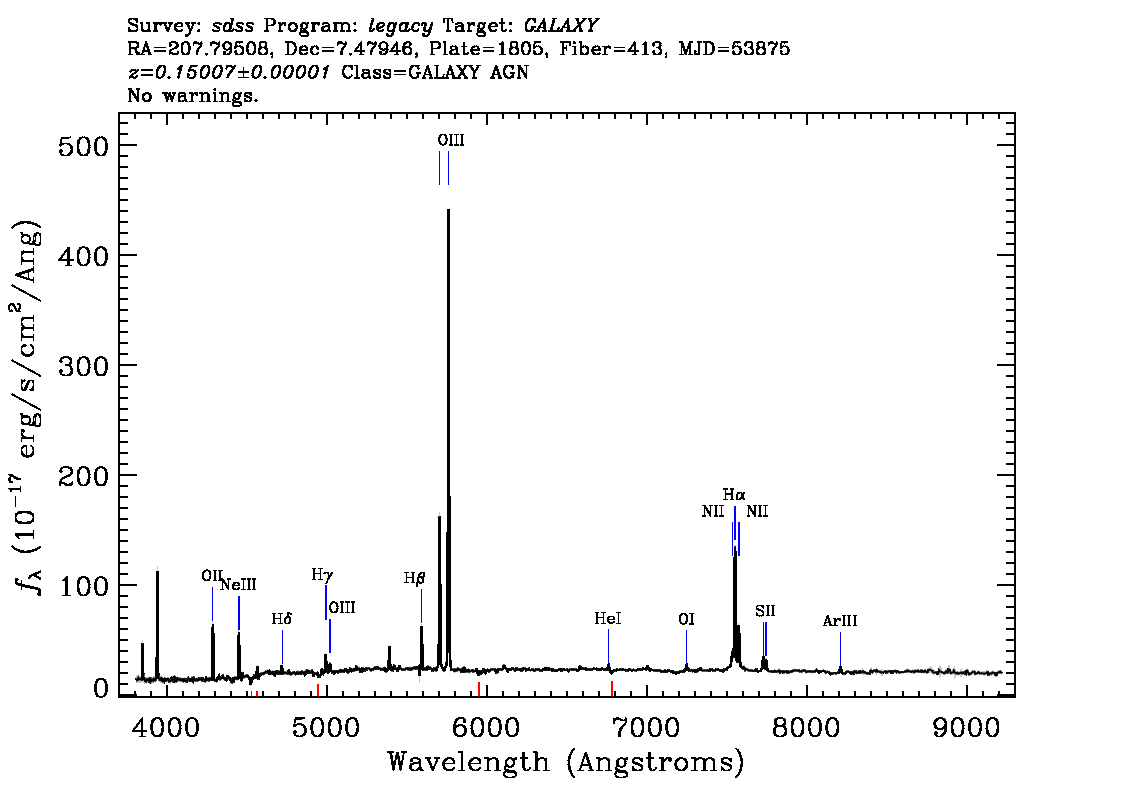 Survey: sdss Program: legacy Target: GALAXY
RA=207.79508, Dec=7.47946, Plate=1805, Fiber=413, MJD=53875
z=0.15007±0.00001 Class=GALAXY AGN
No warnings.
500
400
300
200
100
0
f_λ (10^−17 erg/s/cm^2/Ang)
OIII
Hα
NII NII
OII
NeIII
Hγ
Hβ
OIII
Hδ
HeI
OI
SII
ArIII
4000 5000 6000 7000 8000 9000
Wavelength (Angstroms)